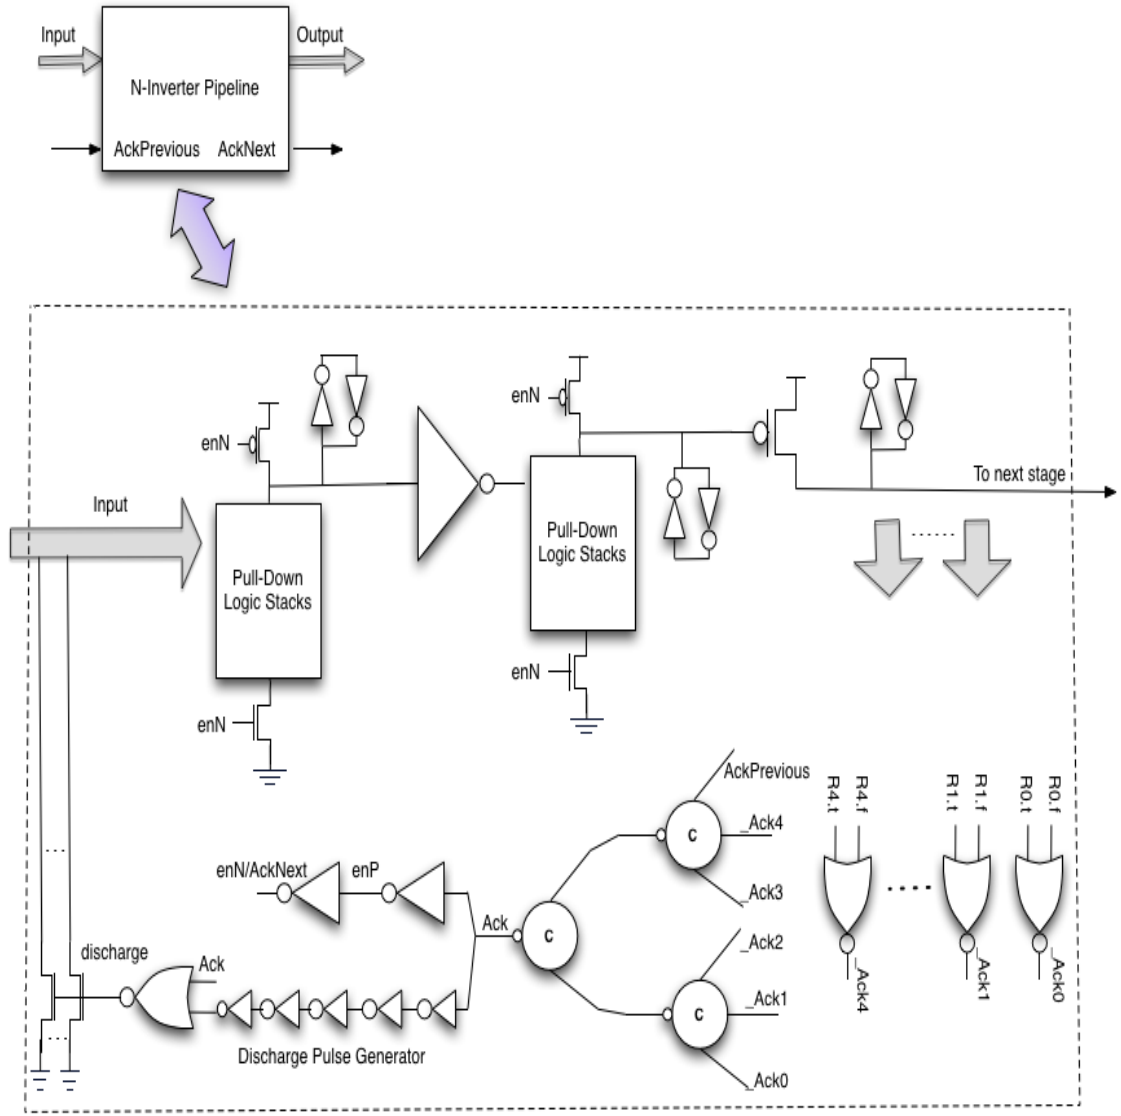 Input
Output
N-Inverter Pipeline
AckPrevious AckNext
enN
enN
To next stage
Input
Pull-Down
Logic Stacks
Pull-Down
Logic Stacks
enN
enN
AckPrevious
_Ack4
_Ack3
C
R4.t
R4.f
R1.t
R1.f
R0.t
R0.f
enN/AckNext
enP
Ack
C
_Ack2
_Ack1
_Ack0
C
_Ack4
_Ack1
_Ack0
discharge
Ack
Discharge Pulse Generator